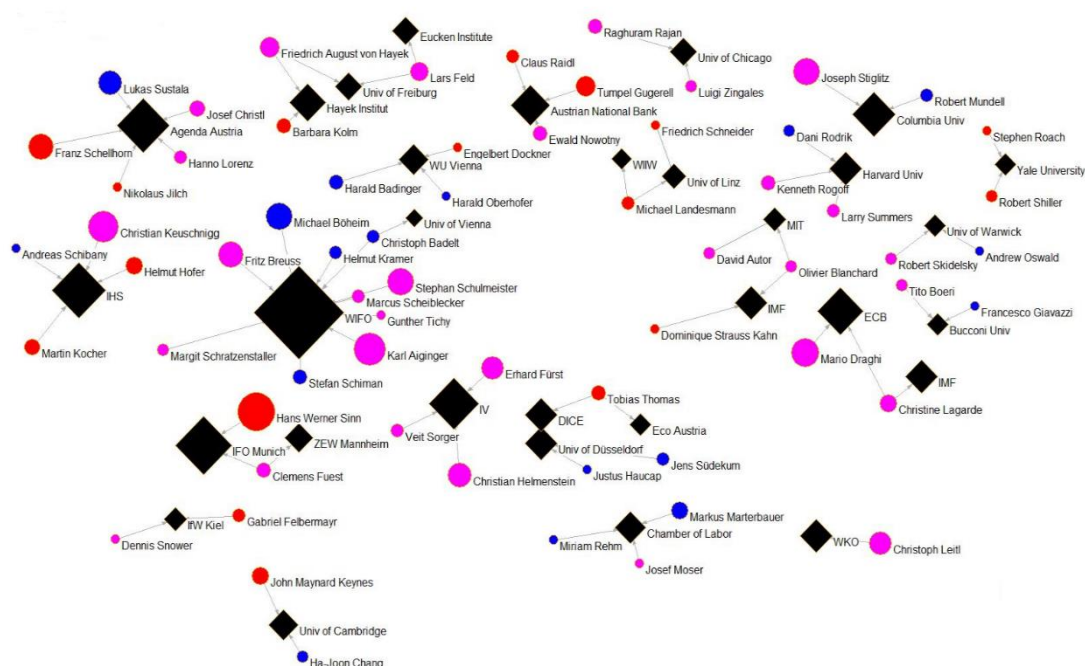 Friedrich August von Hayek
Eucken Institute
Raghuram Rajan
Univ of Chicago
Claus Raidl
Lars Feld
Univ of Freiburg
Lukas Sustala
Josef Christl
Hayek Institut
Tumpel Gugerell
Luigi Zingales
Joseph Stiglitz
Robert Mundell
Austrian National Bank
Columbia Univ
Agenda Austria
Barbara Kolm
Friedrich Schneider
Stephen Roach
Franz Schellhorn
Hanno Lorenz
Engelbert Dockner
Ewald Nowotny
Dani Rodrik
WU Vienna
WIIW
Harvard Univ
Yale University
Nikolaus Jilch
Harald Badinger
Univ of Linz
Kenneth Rogoff
Harald Oberhofer
Michael Landesmann
Robert Shiller
Larry Summers
Michael Böheim
Univ of Vienna
MIT
Christian Keuschnigg
Christoph Badelt
Univ of Warwick
Andreas Schibany
Fritz Breuss
Helmut Kramer
David Autor
Andrew Oswald
Helmut Hofer
Olivier Blanchard
Robert Skidelsky
Stephan Schulmeister
IHS
Marcus Scheiblecker
Tito Boeri
WIFO
Gunther Tichy
IMF
ECB
Francesco Giavazzi
Dominique Strauss Kahn
Bucconi Univ
Martin Kocher
Margit Schratzenstaller
Karl Aiginger
Mario Draghi
Stefan Schiman
Erhard Fürst
IMF
Hans Werner Sinn
IV
Tobias Thomas
Christine Lagarde
DICE
Eco Austria
IFO Munich
ZEW Mannheim
Veit Sorger
Univ of Düsseldorf
Clemens Fuest
Christian Helmenstein
Justus Haucap
Jens Südekum
IfW Kiel
Gabriel Felbermayr
Markus Marterbauer
Dennis Snower
Miriam Rehm
Chamber of Labor
WKO
Christoph Leitl
Josef Moser
John Maynard Keynes
Univ of Cambridge
Ha-Joon Chang